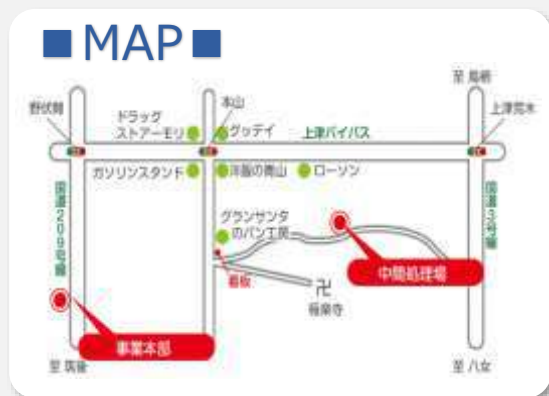 ■MAP■
至 鳥栖
野伏間
ドラッグ
ストアーモリ
本山
グッデイ
上津バイパス
上津荒木
ガソリンスタンド
洋服の青山
ローソン
国道209号線
国道3号線
グランサンタ
のパン工房
看板
中間処理場
卍
極楽寺
事業本部
至 筑後
至 八女